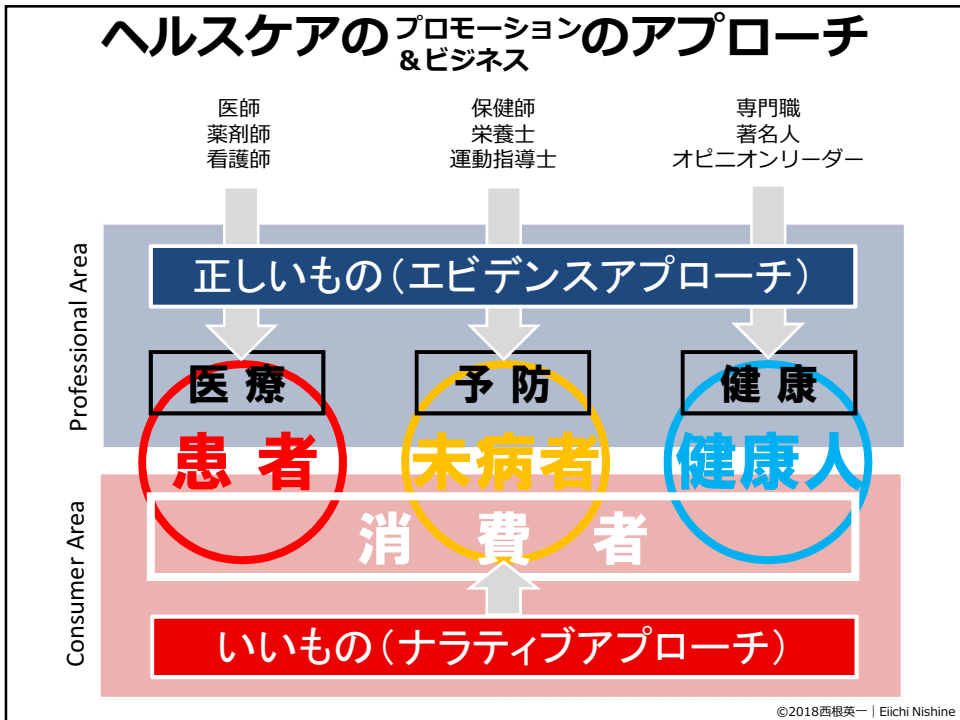 ヘルスケアのプロモーション&ビジネスのアプローチ
医師
薬剤師
看護師
保健師
栄養士
運動指導士
専門職
著名人
オピニオンリーダー
Professional Area
正しいもの（エビデンスアプローチ）
医療
予防
健康
患者
未病者
健康人
Consumer Area
消費者
いいもの（ナラティブアプローチ）
©2018西根英一｜Eiichi Nishine